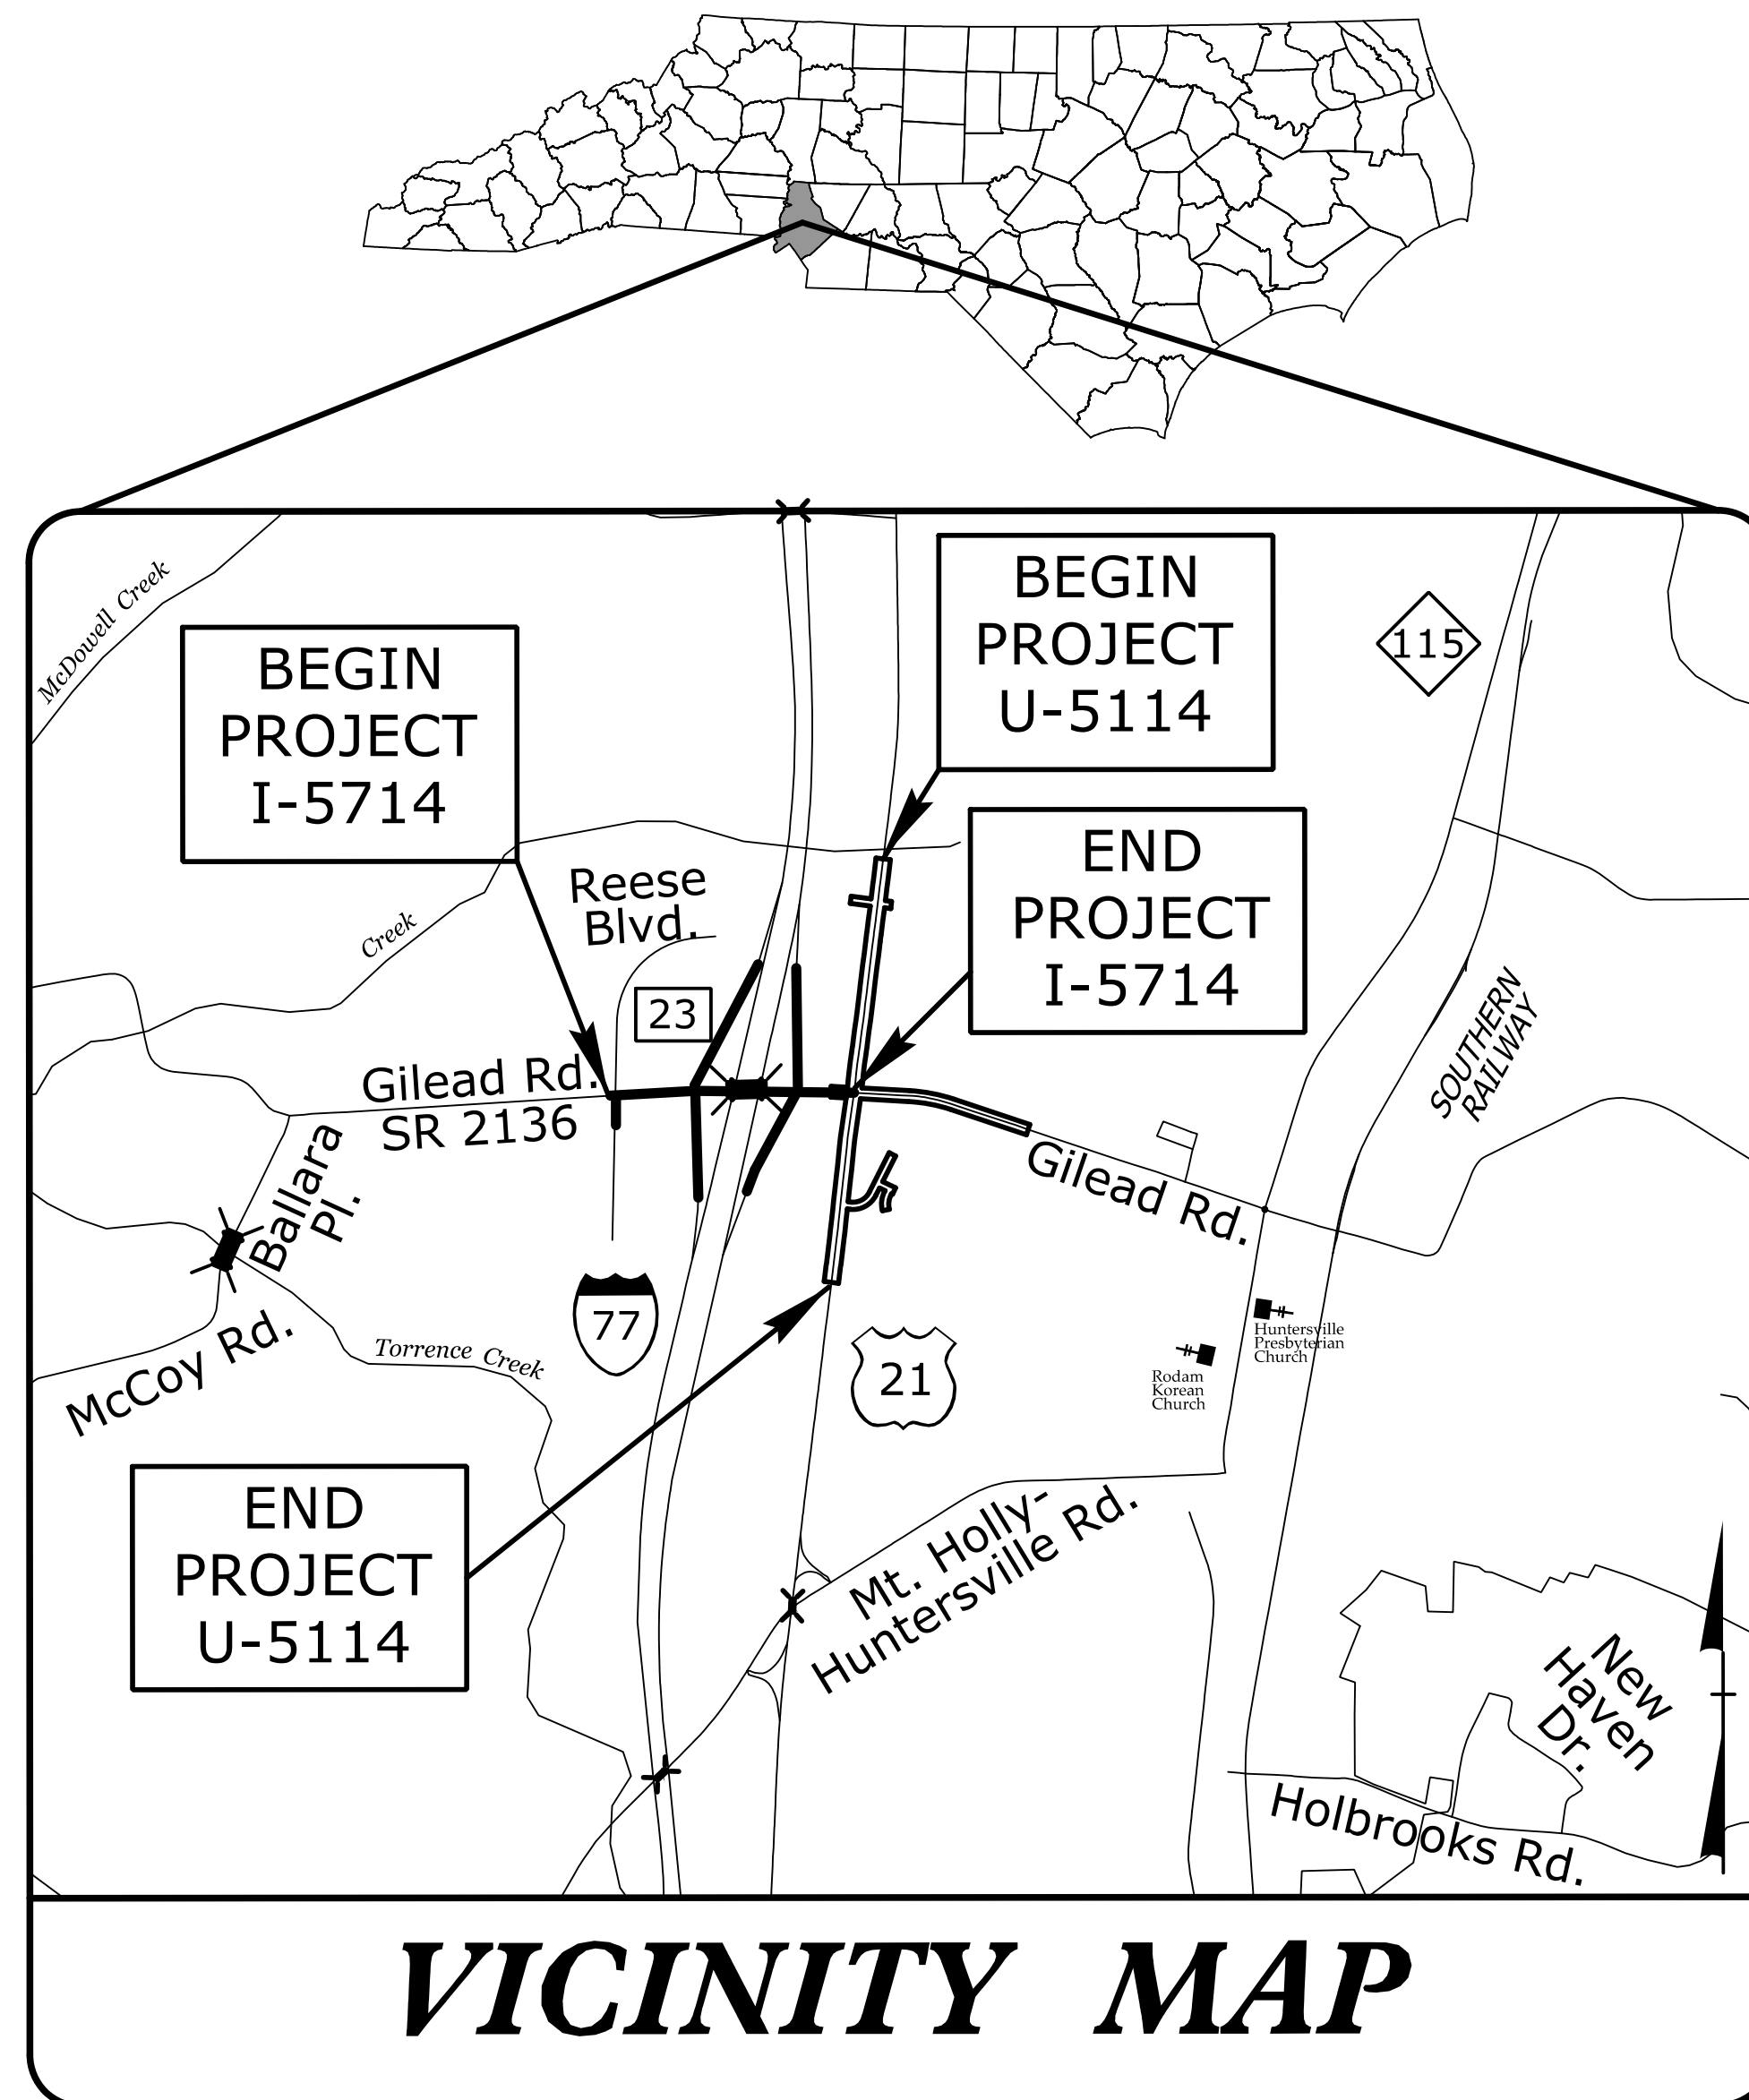 BEGIN
PROJECT
U-5114
McDowell Creek
BEGIN
PROJECT
I-5714
115
END
PROJECT
I-5714
Reese
Blvd.
Creek
23
SOUTHERN
RAILWAY
Gilead Rd.
SR 2136
Ballara
Pl.
Gilead Rd.
77
21
Huntersville
Presbyterian
Church
Rodam
Korean
Church
McCoy Rd.
Torrence Creek
END
PROJECT
U-5114
Mt. Holly-
Huntersville Rd.
New
Haven
Dr.
Holbrooks Rd.
VICINITY MAP